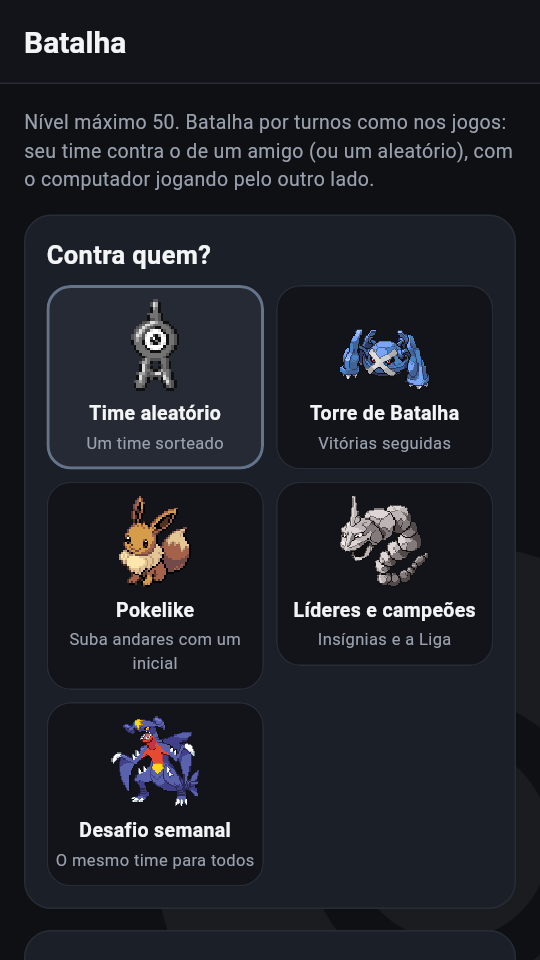 Batalha
Nível máximo 50. Batalha por turnos como nos jogos:
seu time contra o de um amigo (ou um aleatório), com
o computador jogando pelo outro lado.
Contra quem?
Time aleatório
Um time sorteado
Torre de Batalha
Vitórias seguidas
Pokelike
Suba andares com um
inicial
Líderes e campeões
Insígnias e a Liga
Desafio semanal
O mesmo time para todos